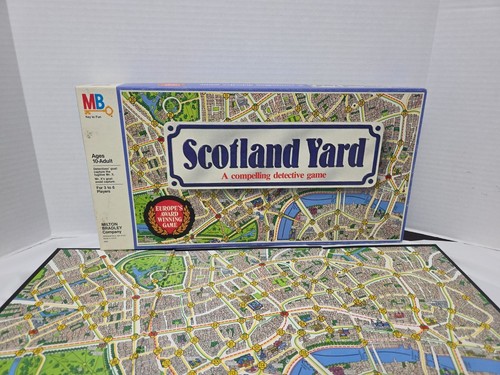 MB
Ages
10-Adult
For 3 to 6
Players
MILTON
BRADLEY
Company
Scotland Yard
A compelling detective game
EUROPE'S
AWARD
WINNING
GAME